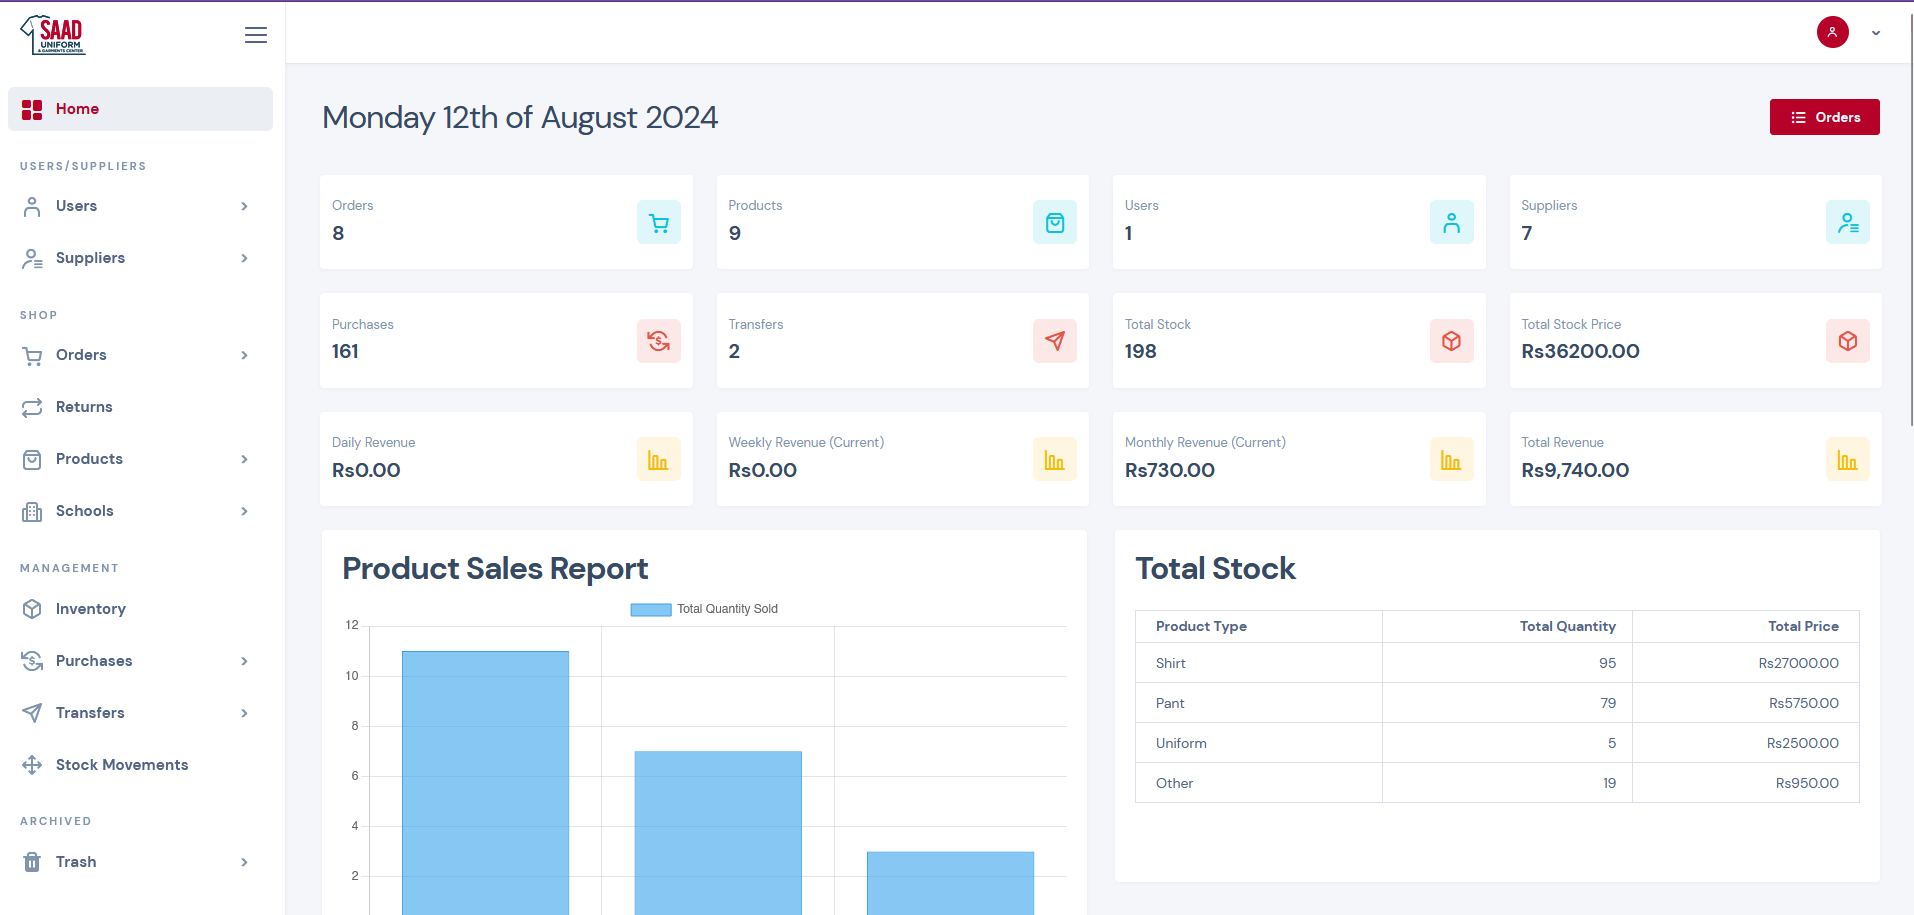 SAAD
UNIFORM
& GARMENTS CENTER
Home
USERS/SUPPLIERS
Users
Suppliers
SHOP
Orders
Returns
Products
Schools
MANAGEMENT
Inventory
Purchases
Transfers
Stock Movements
ARCHIVED
Trash
Monday 12th of August 2024
Orders
Orders
8
Products
9
Users
1
Suppliers
7
Purchases
161
Transfers
2
Total Stock
198
Total Stock Price
Rs36200.00
Daily Revenue
Rs0.00
Weekly Revenue (Current)
Rs0.00
Monthly Revenue (Current)
Rs730.00
Total Revenue
Rs9,740.00
Product Sales Report
Total Quantity Sold
12
10
8
6
4
2
Total Stock
Product Type Total Quantity Total Price
Shirt 95 Rs27000.00
Pant 79 Rs5750.00
Uniform 5 Rs2500.00
Other 19 Rs950.00